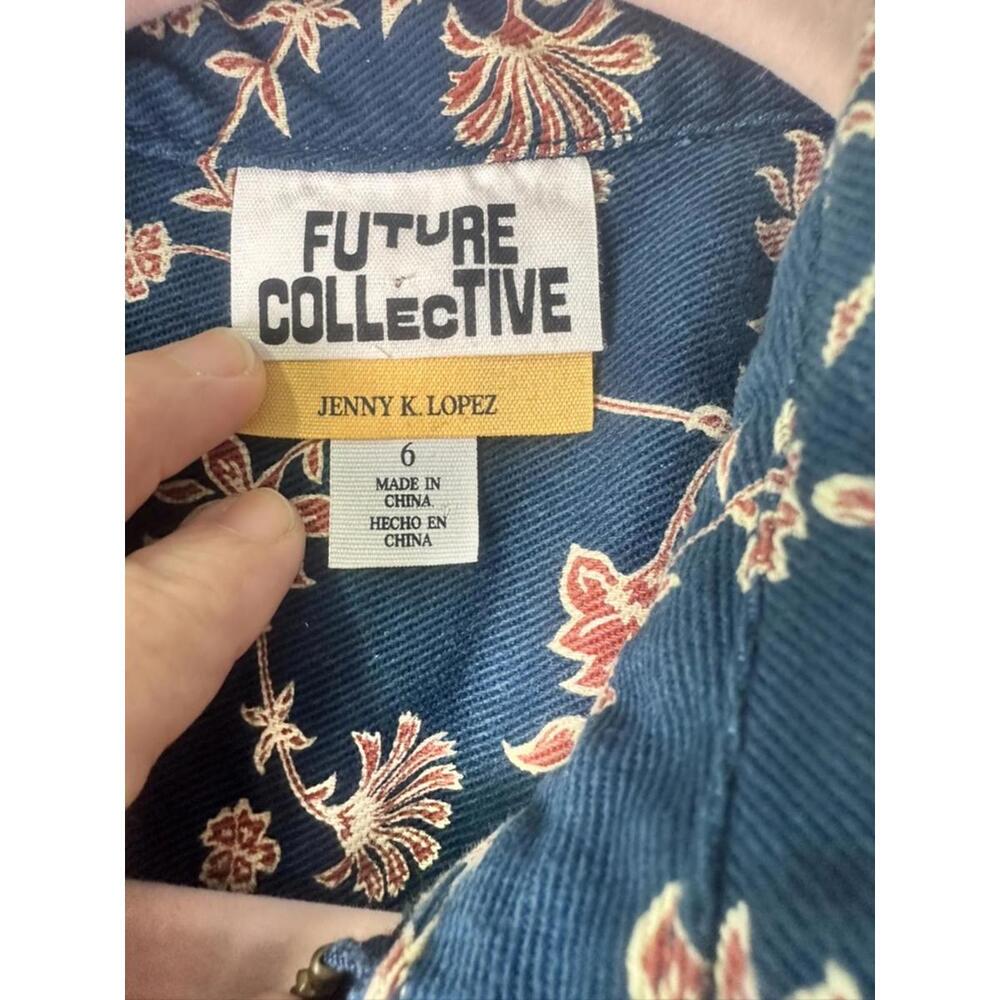 FUTURE
COLLECTIVE
JENNY K. LOPEZ
6
MADE IN
CHINA
HECHO EN
CHINA